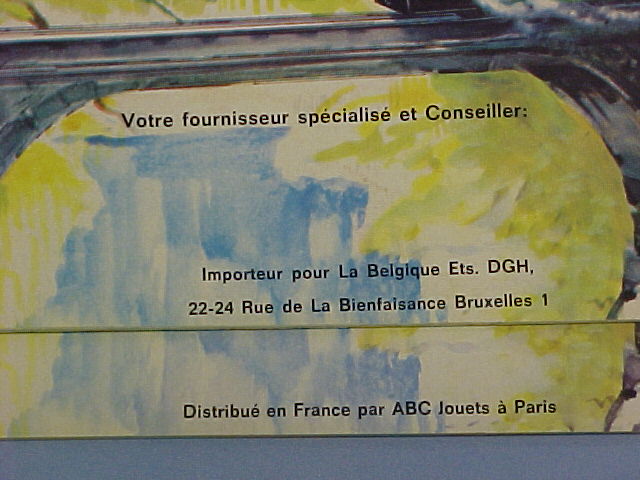 Votre fournisseur spécialisé et Conseiller:
Importeur pour La Belgique Ets. DGH,
22-24 Rue de La Bienfaisance Bruxelles 1
Distribué en France par ABC Jouets à Paris